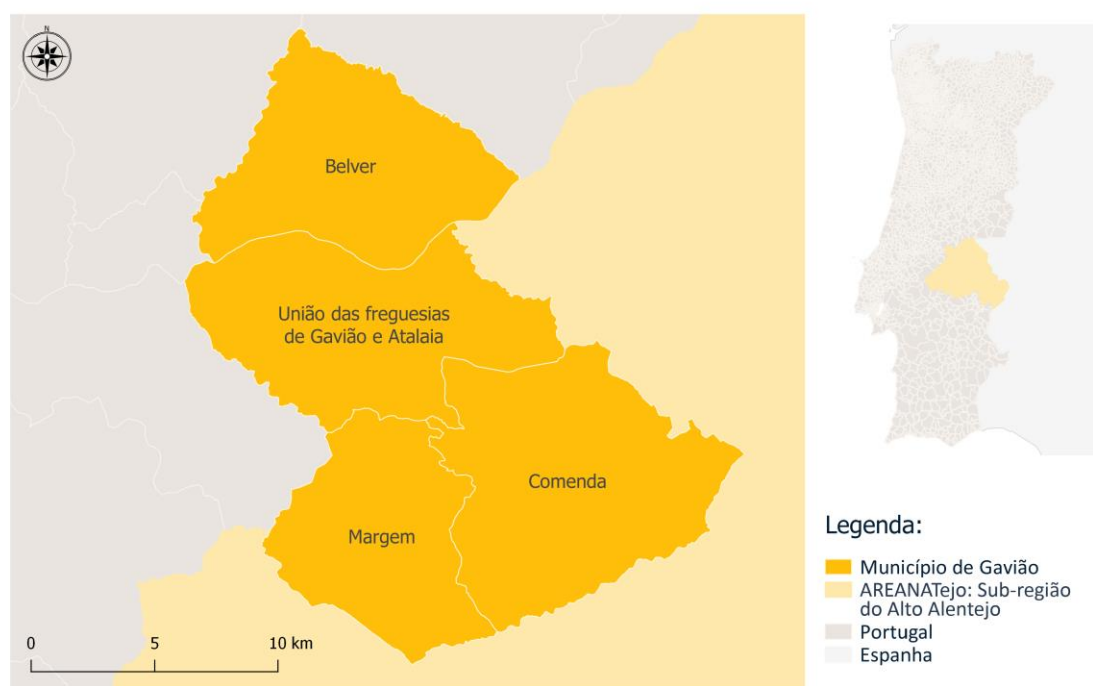 N
Belver
União das freguesias
de Gavião e Atalaia
Comenda
Margem
0 5 10 km
Legenda:
Município de Gavião
AREANATejo: Sub-região
do Alto Alentejo
Portugal
Espanha